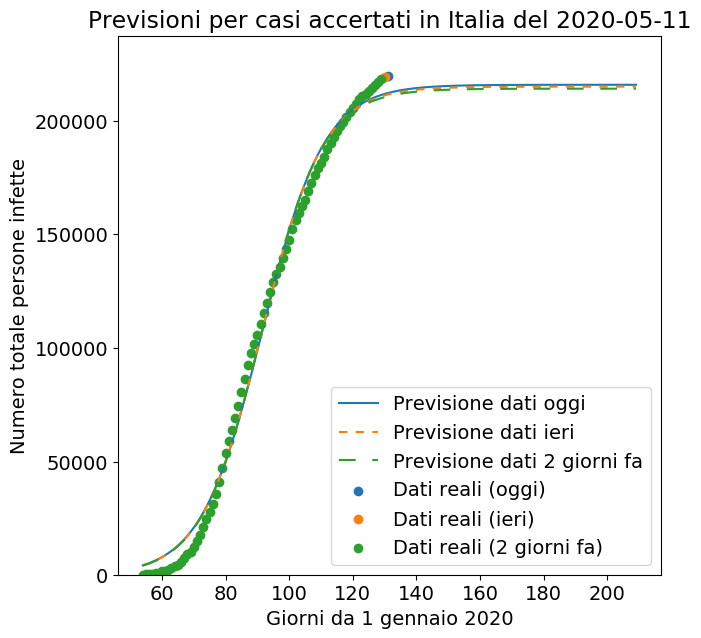 Previsioni per casi accertati in Italia del 2020-05-11
Numero totale persone infette
200000
150000
100000
50000
0
60 80 100 120 140 160 180 200
Giorni da 1 gennaio 2020
Previsione dati oggi
Previsione dati ieri
Previsione dati 2 giorni fa
Dati reali (oggi)
Dati reali (ieri)
Dati reali (2 giorni fa)